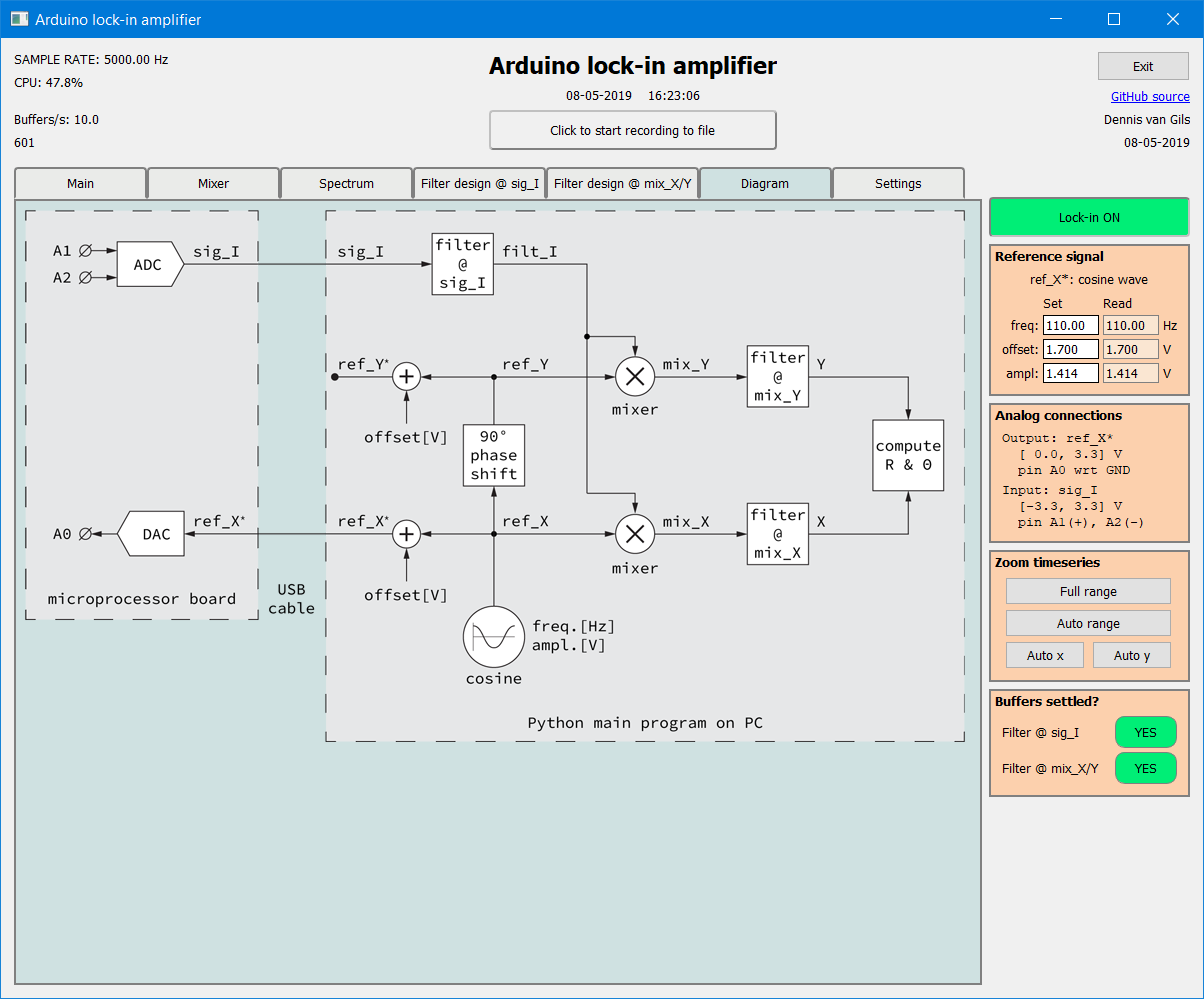 Arduino lock-in amplifier
SAMPLE RATE: 5000.00 Hz
CPU: 47.8%
Buffers/s: 10.0
601
Arduino lock-in amplifier
08-05-2019 16:23:06
Click to start recording to file
Exit
GitHub source
Dennis van Gils
08-05-2019
Main
Mixer
Spectrum
Filter design @ sig_I
Filter design @ mix_X/Y
Diagram
Settings
A1
A2
ADC
sig_I
sig_I
filter
@
sig_I
filt_I
ref_Y*
+
ref_Y
mixer
mix_Y
filter
@
mix_Y
Y
offset[V]
90°
phase
shift
compute
R & θ
A0
DAC
ref_X*
ref_X*
+
ref_X
mixer
mix_X
filter
@
mix_X
X
offset[V]
microprocessor board
USB
cable
freq.[Hz]
ampl.[V]
cosine
Python main program on PC
Lock-in ON
Reference signal
ref_X*: cosine wave
Set Read
freq: 110.00 110.00 Hz
offset: 1.700 1.700 V
ampl: 1.414 1.414 V
Analog connections
Output: ref_X*
[ 0.0, 3.3] V
pin A0 wrt GND
Input: sig_I
[-3.3, 3.3] V
pin A1(+), A2(-)
Zoom timeseries
Full range
Auto range
Auto x Auto y
Buffers settled?
Filter @ sig_I YES
Filter @ mix_X/Y YES